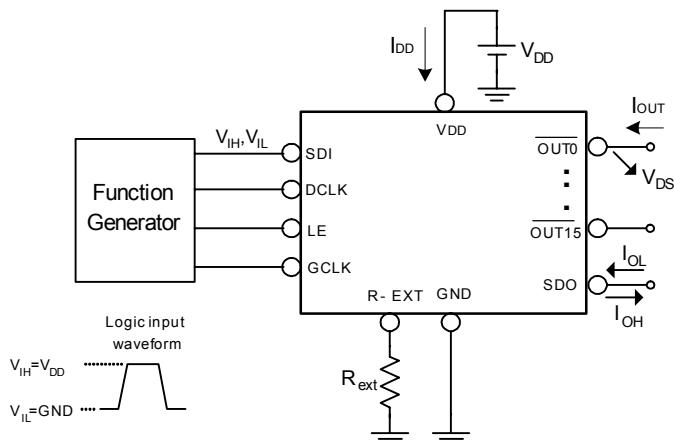 I_DD
V_DD
VDD
I_OUT
V_IH,V_IL
SDI
OUT0
V_DS
Function
Generator
DCLK
LE
OUT15
GCLK
I_OL
SDO
R- EXT
GND
I_OH
Logic input
waveform
V_IH=V_DD
R_ext
V_IL=GND